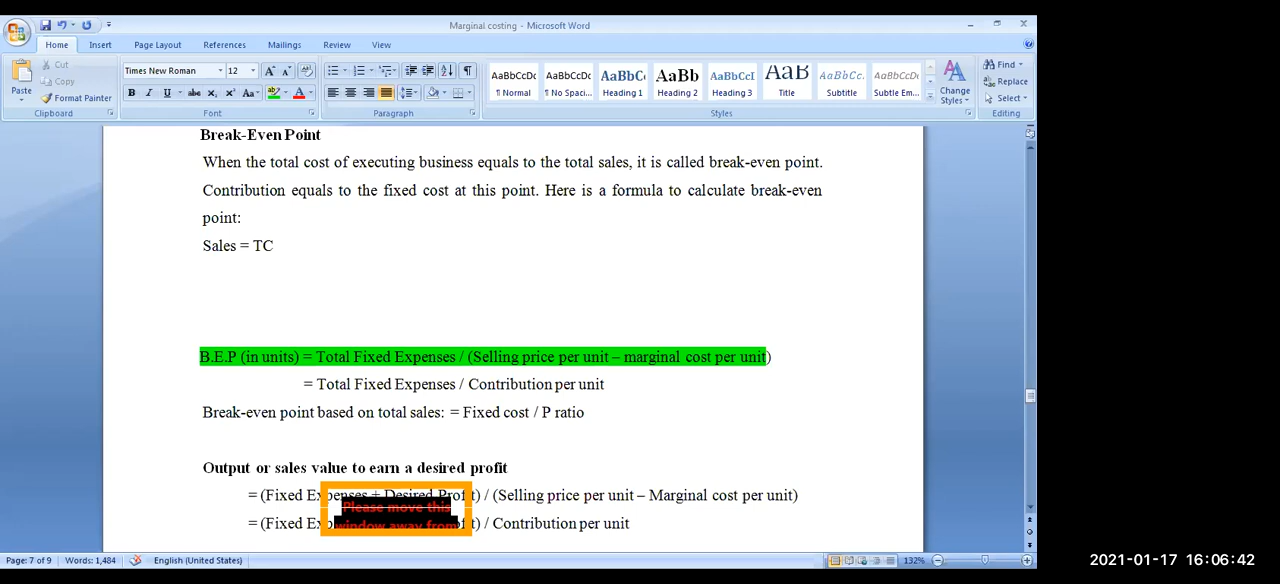 Marginal costing - Microsoft Word
Home Insert Page Layout References Mailings Review View
Paste
Cut
Copy
Format Painter
Clipboard
Times New Roman 12
B I U abe X₂ X² Aa
Font
Paragraph
AaBbCcDc AaBbCcDc AaBbC AaBb AaBbCcI AaB AaBbCc. AaBbCcDı
¶ Normal ¶ No Spaci... Heading 1 Heading 2 Heading 3 Title Subtitle Subtle Em...
Change
Styles
Styles
Find
Replace
Select
Editing
Break-Even Point
When the total cost of executing business equals to the total sales, it is called break-even point.
Contribution equals to the fixed cost at this point. Here is a formula to calculate break-even
point:
Sales = TC
B.E.P (in units) = Total Fixed Expenses / (Selling price per unit – marginal cost per unit)
= Total Fixed Expenses / Contribution per unit
Break-even point based on total sales: = Fixed cost / P ratio
Output or sales value to earn a desired profit
= (Fixed Expenses + Desired Profit) / (Selling price per unit – Marginal cost per unit)
Please move this
= (Fixed / Contribution per unit
window away from
Page: 7 of 9 Words: 1,484 English (United States) 132%
2021-01-17 16:06:42